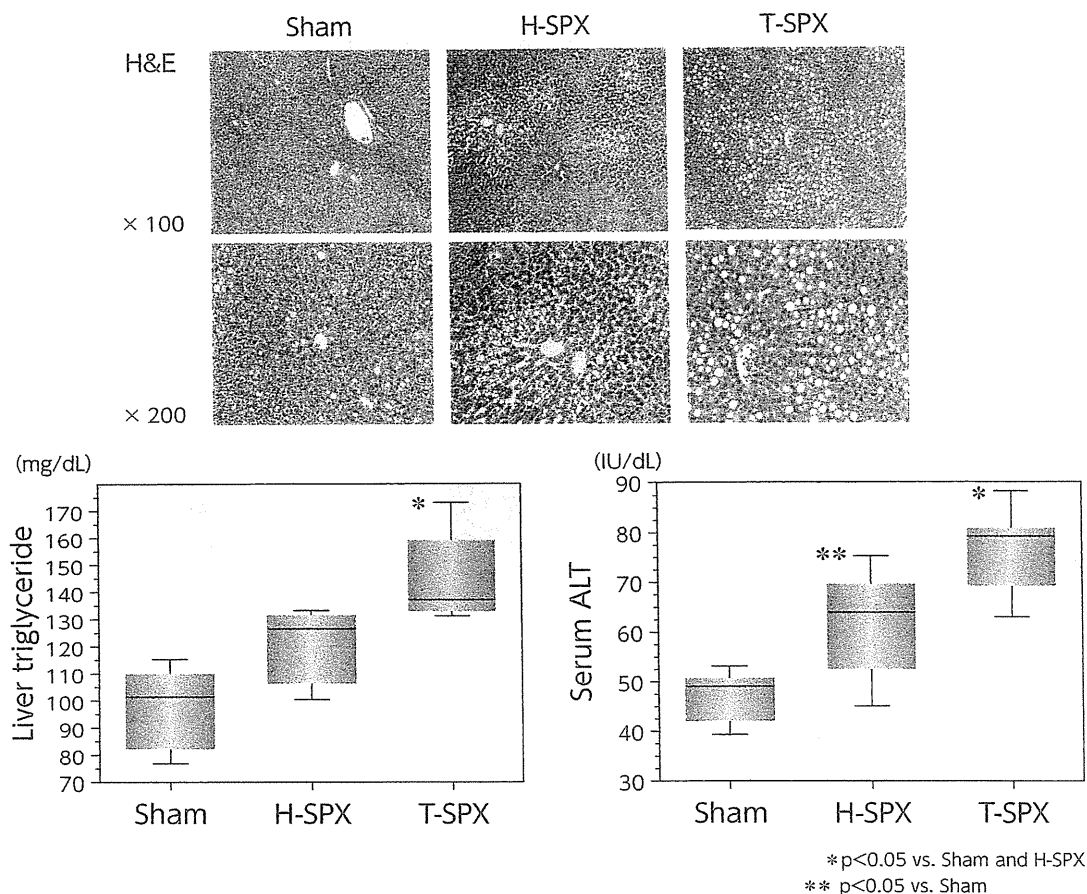 Sham H-SPX T-SPX
H&E
× 100
× 200
(mg/dL)
Liver triglyceride
170
160
150
140
130
120
110
100
90
80
70
*
Sham H-SPX T-SPX
(IU/dL)
Serum ALT
90
80
70
60
50
40
30
**
*
Sham H-SPX T-SPX
*p<0.05 vs. Sham and H-SPX
** p<0.05 vs. Sham